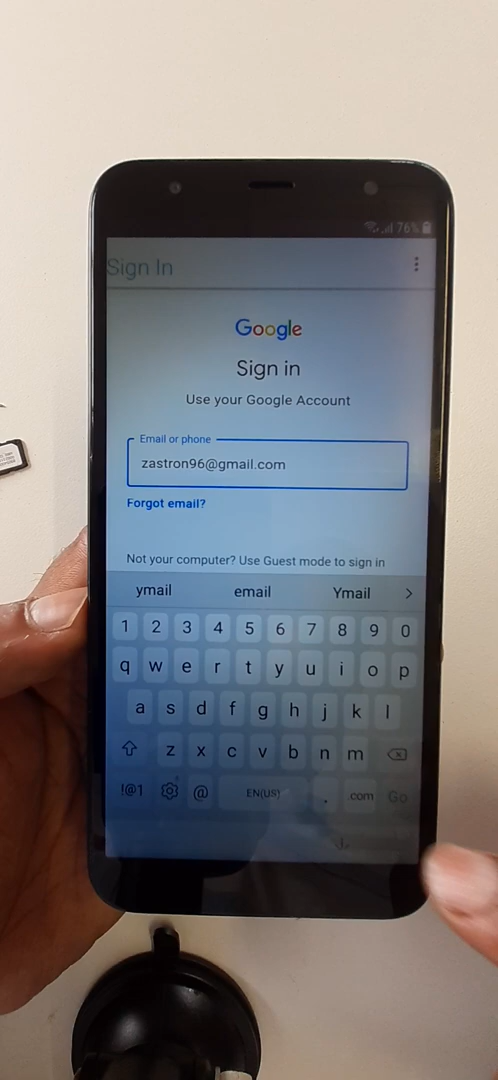 76%
Sign In
Google
Sign in
Use your Google Account
Email or phone
zastron96@gmail.com
Forgot email?
Not your computer? Use Guest mode to sign in
ymail email Ymail >
1 2 3 4 5 6 7 8 9 0
q w e r t y u i o p
a s d f g h j k l
z x c v b n m
!@1 @ EN(US) . .com Go